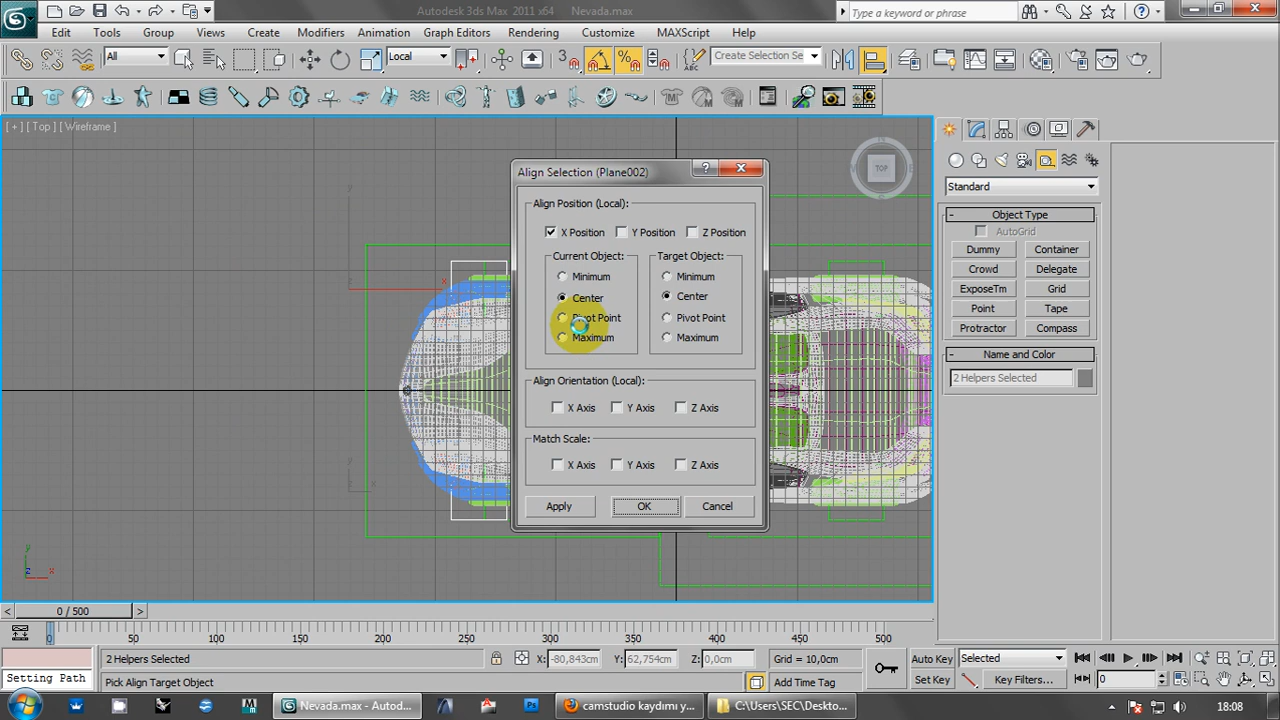 Autodesk 3ds Max 2011 x64 Nevada.max
Type a keyword or phrase
Edit Tools Group Views Create Modifiers Animation Graph Editors Rendering Customize MAXScript Help
All Local Create Selection Se
[ + ] [ Top ] [ Wireframe ]
TOP
Standard
Object Type
AutoGrid
Dummy Container
Crowd Delegate
ExposeTm Grid
Point Tape
Protractor Compass
Name and Color
2 Helpers Selected
Align Selection (Plane002)
Align Position (Local):
X Position Y Position Z Position
Current Object: Target Object:
Minimum Minimum
Center Center
Pivot Point Pivot Point
Maximum Maximum
Align Orientation (Local):
X Axis Y Axis Z Axis
Match Scale:
X Axis Y Axis Z Axis
Apply OK Cancel
y
x
y
x
y
z x
0 / 500
0 50 100 150 200 250 300 350 400 450 500
2 Helpers Selected X: -80,843cm Y: 62,754cm Z: 0,0cm Grid = 10,0cm Auto Key Selected
Setting Path Pick Align Target Object Add Time Tag Set Key Key Filters... 0
Nevada.max - Autod... camstudio kaydımı y... C:\Users\SEC\Deskto... 18:08